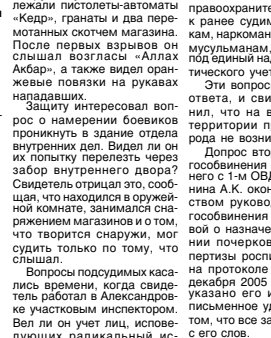 лежали пистолеты-автоматы
«Кедр», гранаты и два пере-
мотанных скотчем магазина.
После первых взрывов он
слышал возгласы «Аллах
Акбар», а также видел оран-
жевые повязки на рукавах
нападавших.
Защиту интересовал воп-
рос о намерении боевиков
проникнуть в здание отдела
внутренних дел. Видел ли он
их попытку перелезть через
забор внутреннего двора?
Свидетель отрицал это, сооб-
щая, что находился в оружей-
ной комнате, занимался сна-
ряжением магазинов и о том,
что творится снаружи, мог
судить только по тому, что
слышал.
Вопросы подсудимых каса-
лись времени, когда свиде-
тель работал в Александров-
ке участковым инспектором.
Вел ли он учет лиц, испове-
дующих радикальный ис-
правоохраните
к ранее судим
кам, наркоман
мусульманам,
под единый над
тического учет
Эти вопрос
ответа, и сви
нил, что на в
территории п
рода не возни
Допрос вто
гособвинения
него с 1-м ОВД
нина А.К. окон
ством руково
гособвинения
вой о назначе
нии почерков
пертизы роспи
на протоколе
декабря 2005
указано его и
письменное уд
том, что все за
с его слов.